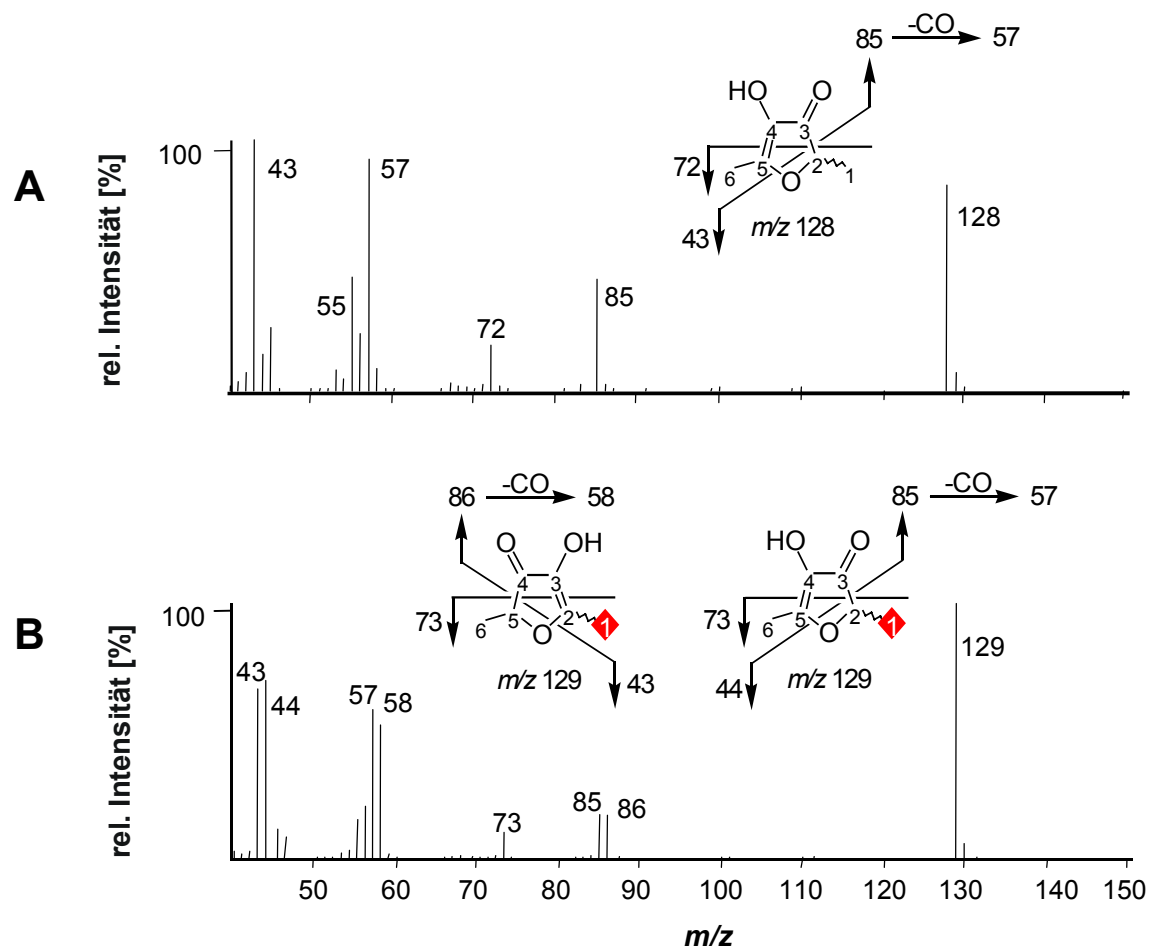 A
rel. Intensität [%]
100
43
55
57
72
85
128
85 -CO 57
HO O
4 3
72 6 5 O 2 1
43 m/z 128
B
rel. Intensität [%]
100
43
44
57
58
73
85
86
129
86 -CO 58
O OH
4 3
73 6 5 O 2 1
m/z 129 43
85 -CO 57
HO O
4 3
73 6 5 O 2 1
44 m/z 129
50 60 70 80 90 100 110 120 130 140 150
m/z